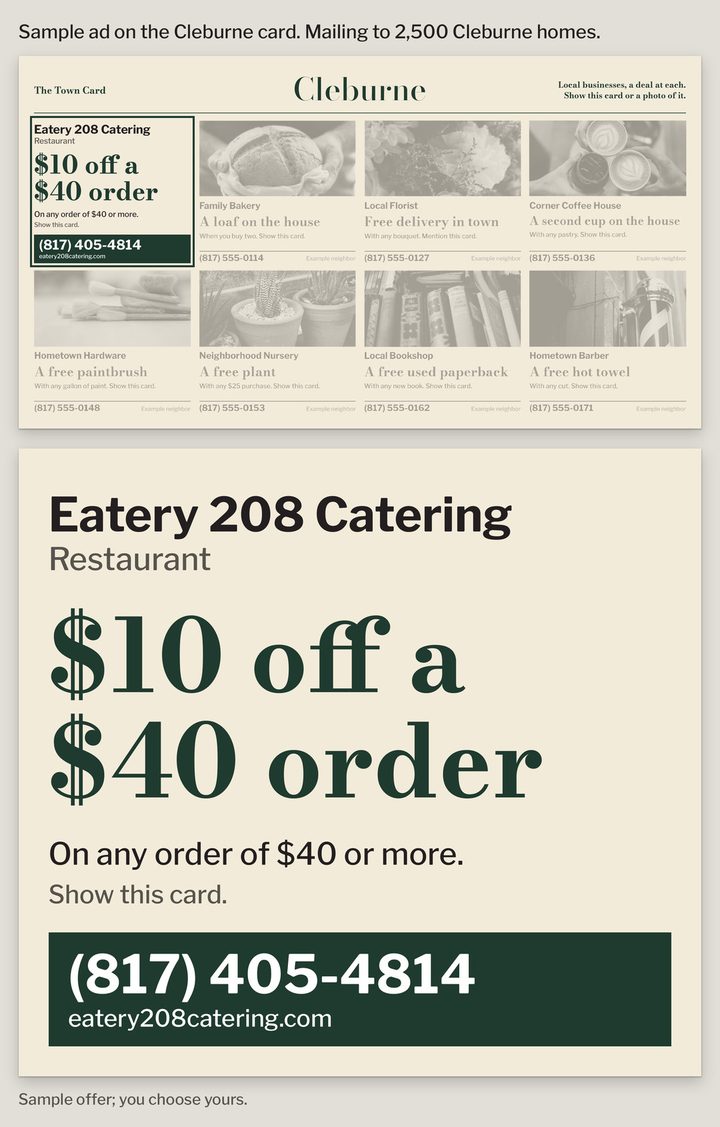 Sample ad on the Cleburne card. Mailing to 2,500 Cleburne homes.
The Town Card
Cleburne
Local businesses, a deal at each.
Show this card or a photo of it.
Eatery 208 Catering
Restaurant
$10 off a
$40 order
On any order of $40 or more.
Show this card.
(817) 405-4814
eatery208catering.com
Family Bakery
A loaf on the house
When you buy two. Show this card.
(817) 555-0114
Example neighbor
Local Florist
Free delivery in town
With any bouquet. Mention this card.
(817) 555-0127
Example neighbor
Corner Coffee House
A second cup on the house
With any pastry. Show this card.
(817) 555-0136
Example neighbor
Hometown Hardware
A free paintbrush
With any gallon of paint. Show this card.
(817) 555-0148
Example neighbor
Neighborhood Nursery
A free plant
With any $25 purchase. Show this card.
(817) 555-0153
Example neighbor
Local Bookshop
A free used paperback
With any new book. Show this card.
(817) 555-0162
Example neighbor
Hometown Barber
A free hot towel
With any cut. Show this card.
(817) 555-0171
Example neighbor
Eatery 208 Catering
Restaurant
$10 off a
$40 order
On any order of $40 or more.
Show this card.
(817) 405-4814
eatery208catering.com
Sample offer; you choose yours.